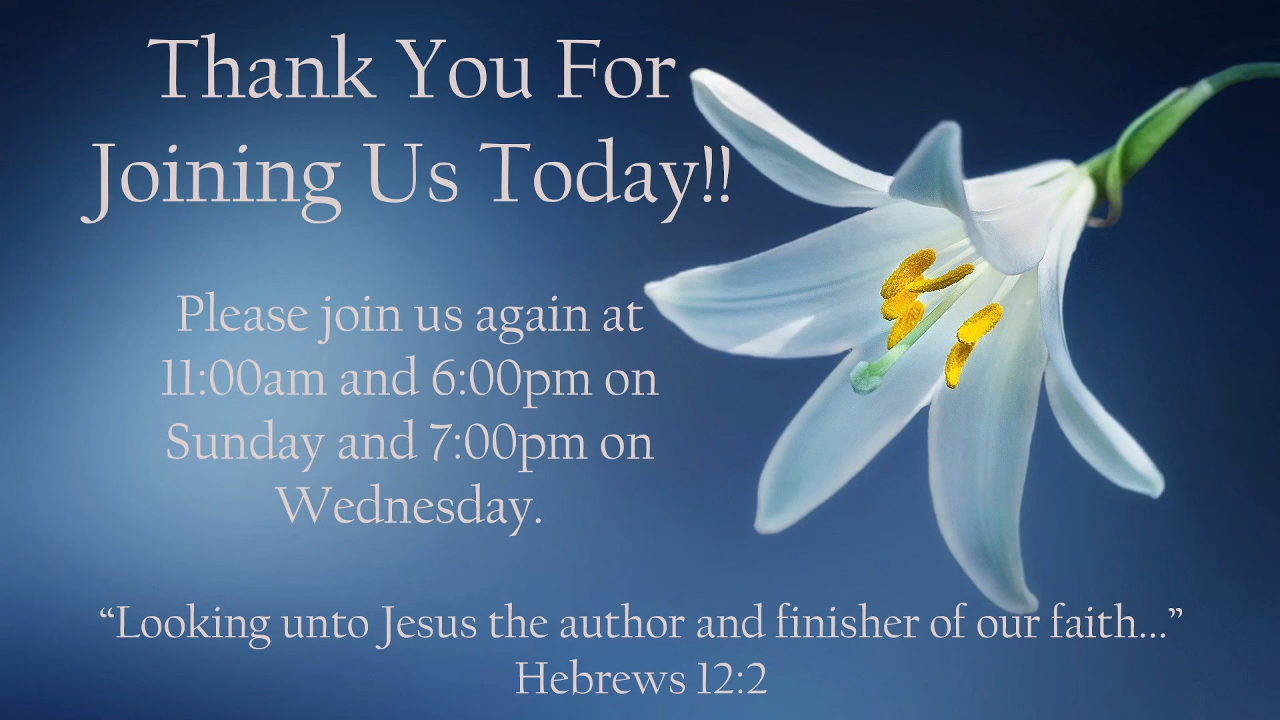 Thank You For
Joining Us Today!!
Please join us again at
11:00am and 6:00pm on
Sunday and 7:00pm on
Wednesday.
“Looking unto Jesus the author and finisher of our faith...”
Hebrews 12:2